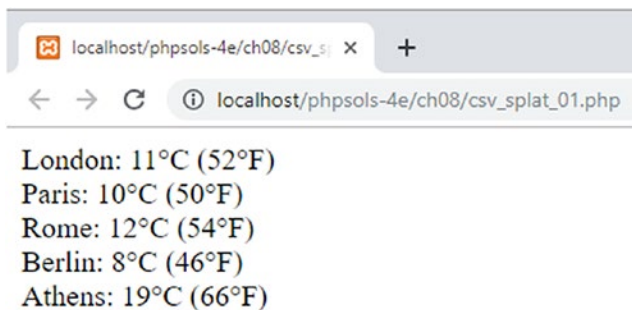 localhost/phpsols-4e/ch08/csv_s
localhost/phpsols-4e/ch08/csv_splat_01.php
London: 11°C (52°F)
Paris: 10°C (50°F)
Rome: 12°C (54°F)
Berlin: 8°C (46°F)
Athens: 19°C (66°F)